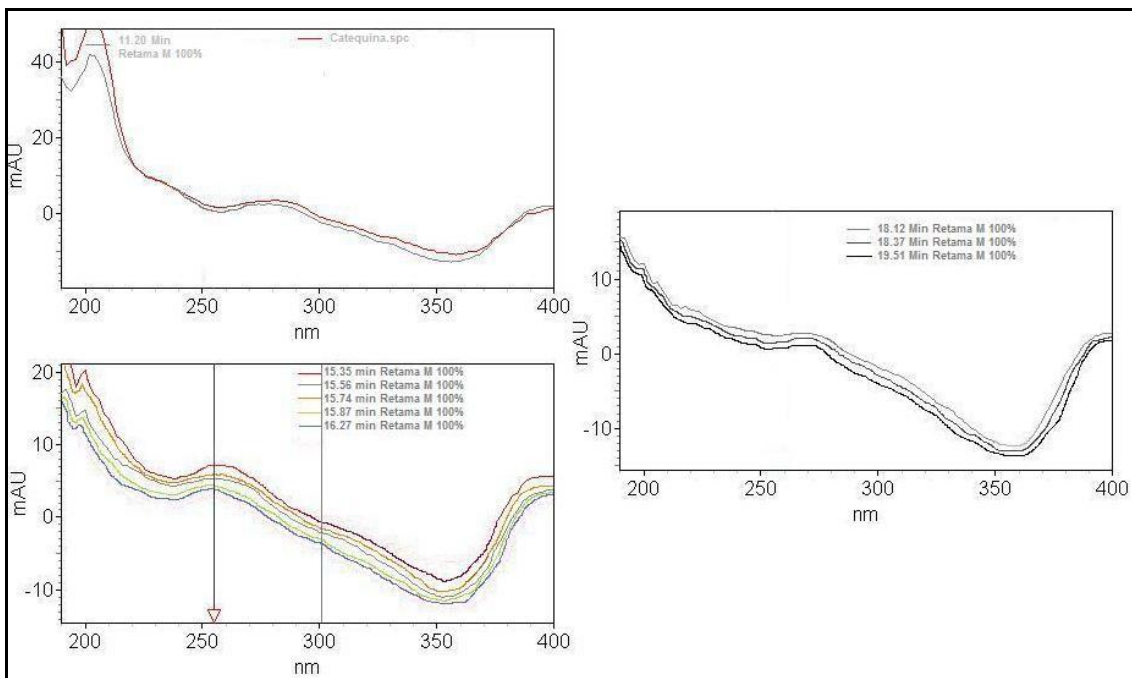 11.20 Min
Retama M 100%
Catequina.spc
40
20
0
mAU
200
250
300
350
400
nm
15.35 min Retama M 100%
15.56 min Retama M 100%
15.74 min Retama M 100%
15.87 min Retama M 100%
16.27 min Retama M 100%
20
10
0
-10
mAU
200
250
300
350
400
nm
18.12 Min Retama M 100%
18.37 Min Retama M 100%
19.51 Min Retama M 100%
10
0
-10
mAU
200
250
300
350
400
nm